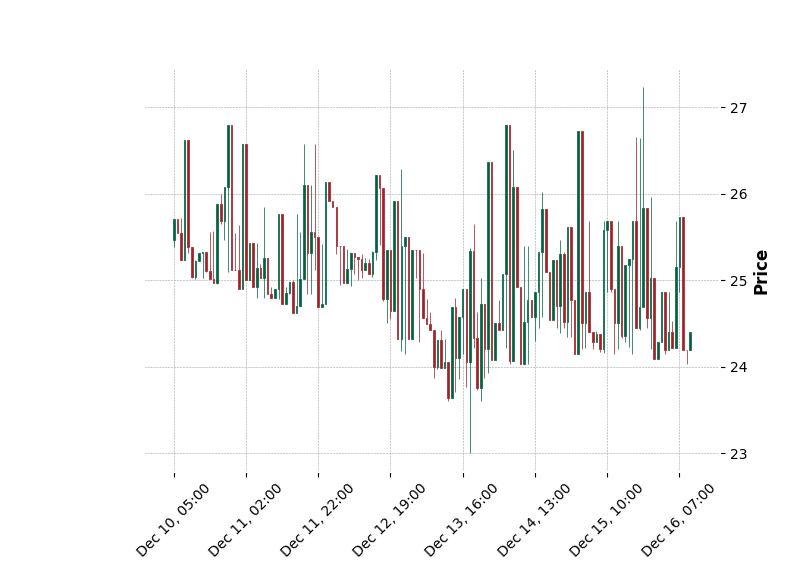 27
26
25
24
23
Price
Dec 10, 05:00
Dec 11, 02:00
Dec 11, 22:00
Dec 12, 19:00
Dec 13, 16:00
Dec 14, 13:00
Dec 15, 10:00
Dec 16, 07:00